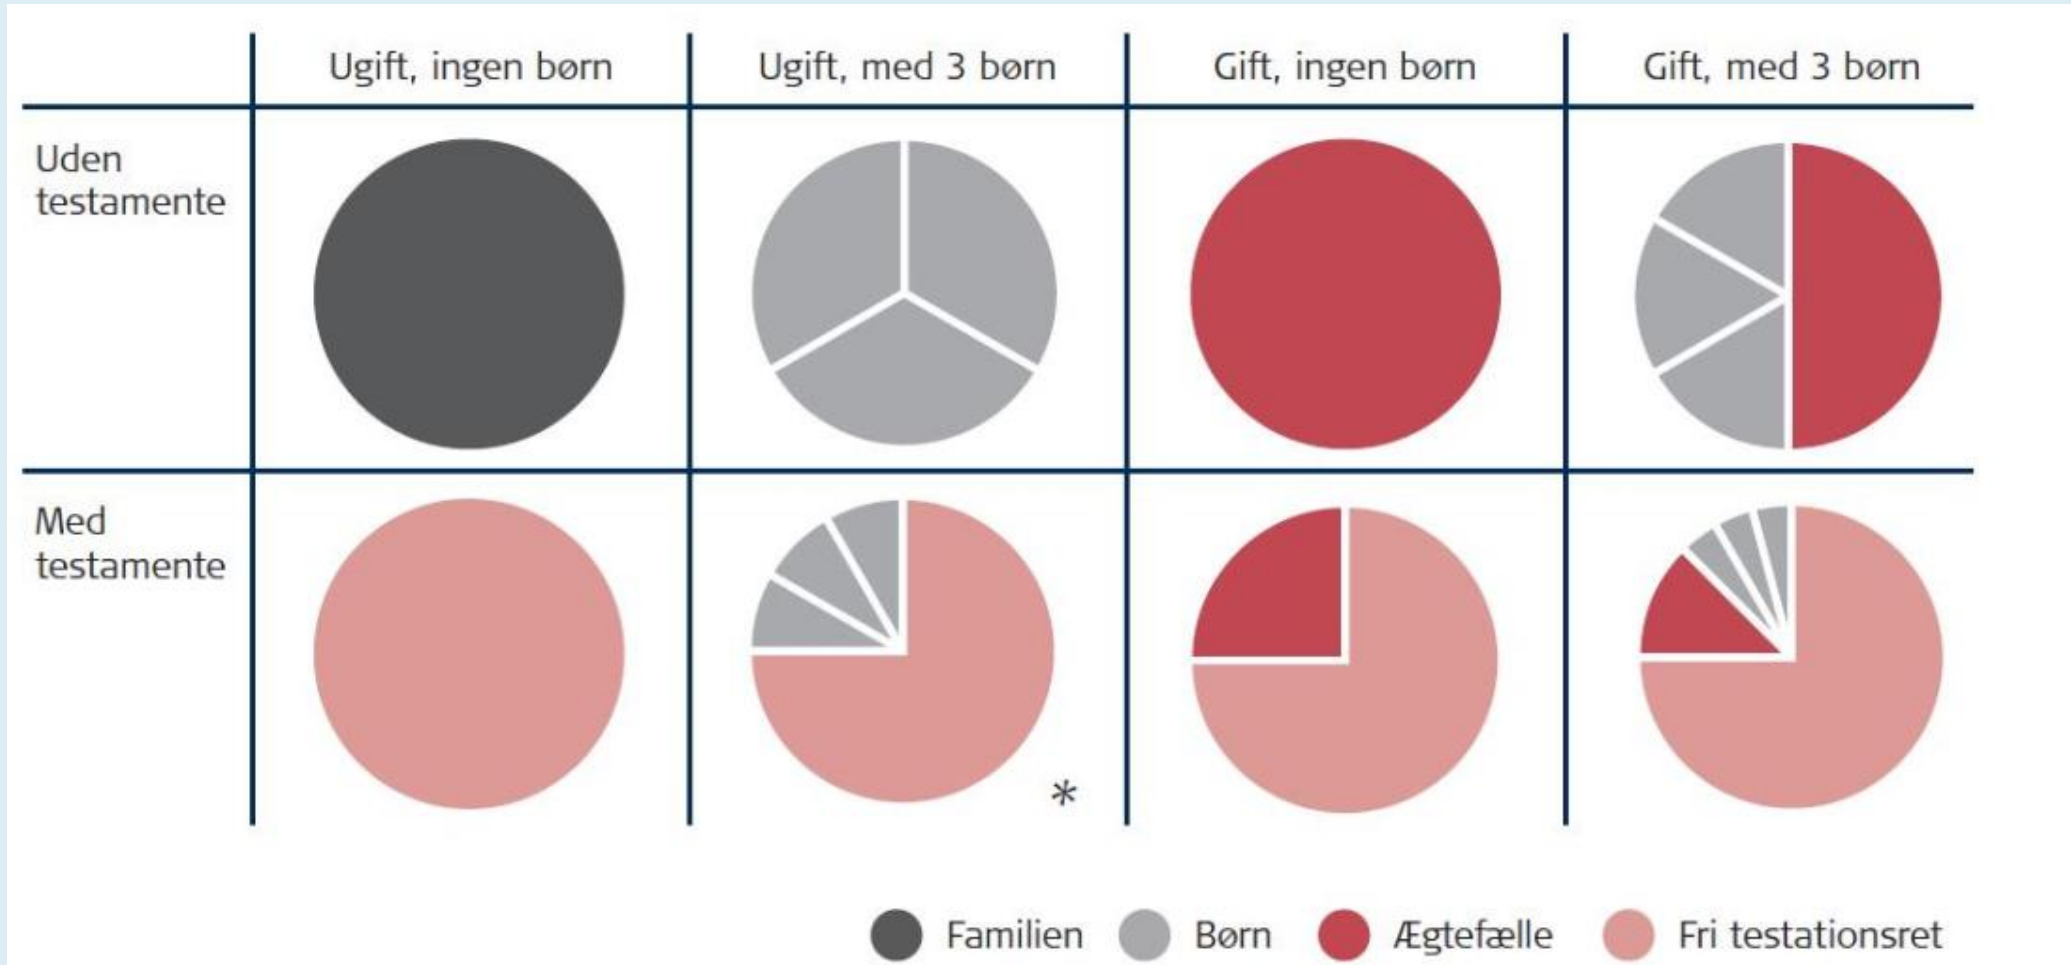 Ugift, ingen børn
Ugift, med 3 børn
Gift, ingen børn
Gift, med 3 børn
Uden
testamente
Med
testamente
*
Familien
Børn
Ægtefælle
Fri testationsret